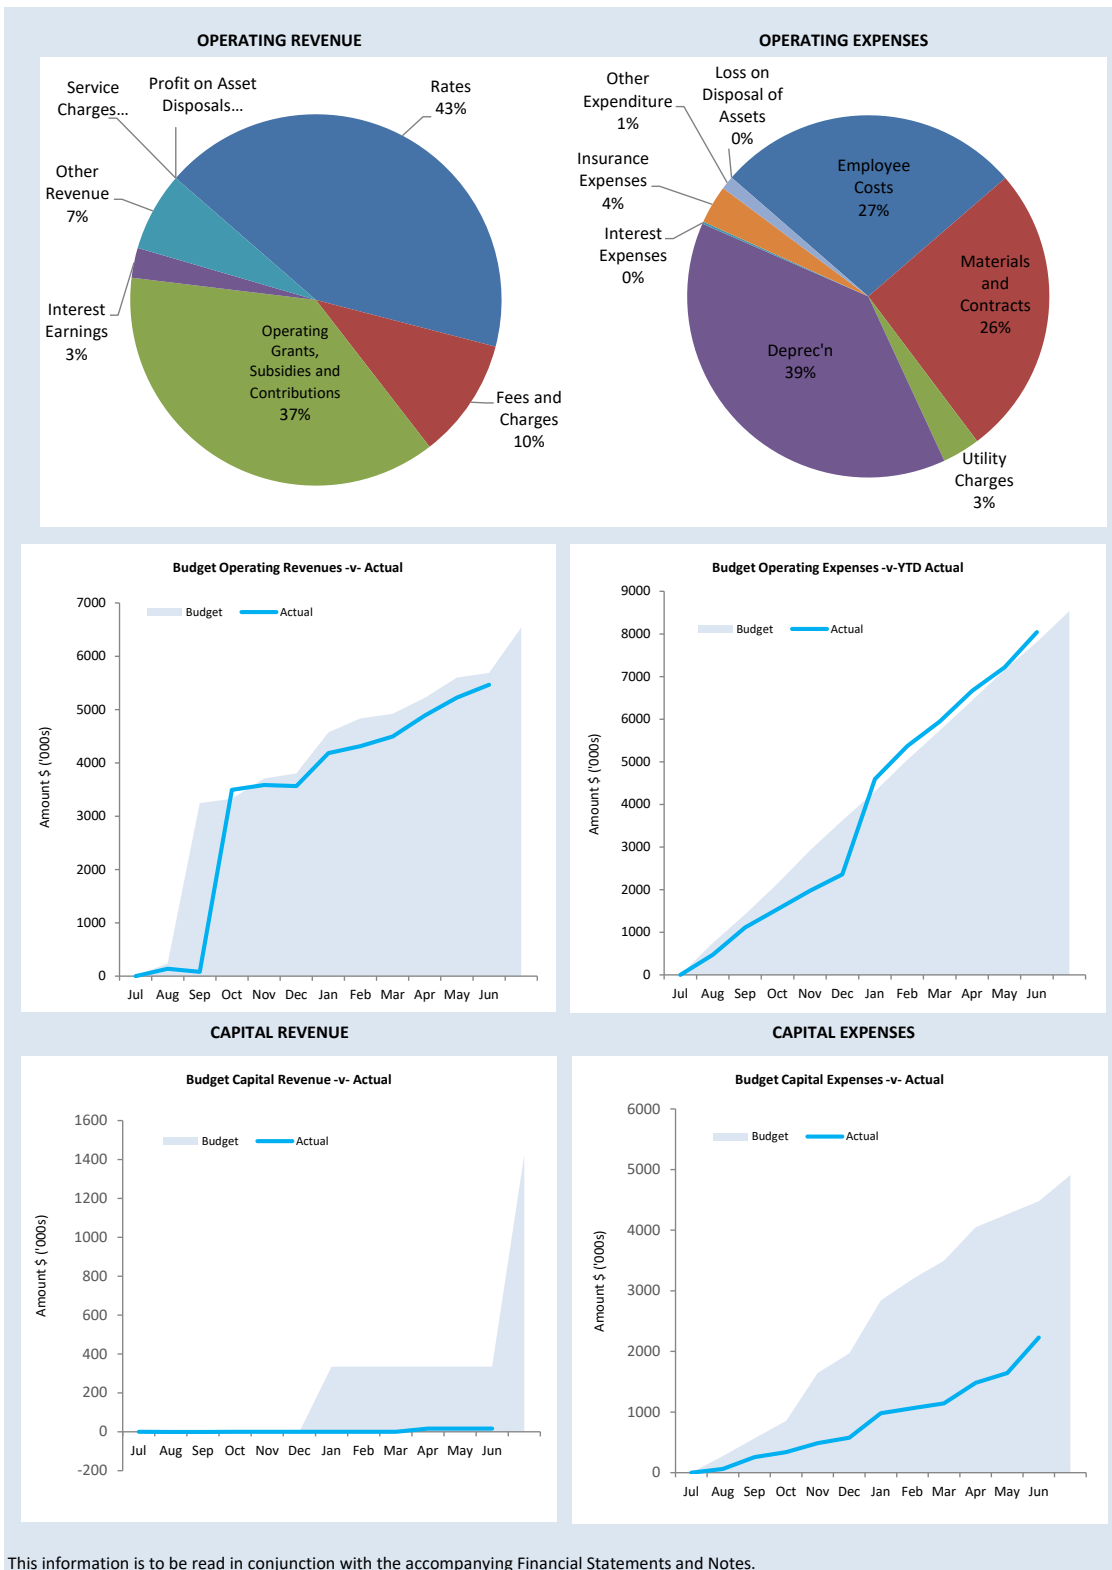 OPERATING REVENUE
OPERATING EXPENSES
Service
Charges...
Profit on Asset
Disposals...
Rates
43%
Other
Revenue
7%
Interest
Earnings
3%
Operating
Grants,
Subsidies and
Contributions
37%
Fees and
Charges
10%
Other
Expenditure
1%
Loss on
Disposal of
Assets
0%
Insurance
Expenses
4%
Interest
Expenses
0%
Employee
Costs
27%
Materials
and
Contracts
26%
Deprec'n
39%
Utility
Charges
3%
Budget Operating Revenues -v- Actual
Budget
Actual
Amount $ ('000s)
7000
6000
5000
4000
3000
2000
1000
0
Jul Aug Sep Oct Nov Dec Jan Feb Mar Apr May Jun
Budget Operating Expenses -v-YTD Actual
Budget
Actual
Amount $ ('000s)
9000
8000
7000
6000
5000
4000
3000
2000
1000
0
Jul Aug Sep Oct Nov Dec Jan Feb Mar Apr May Jun
CAPITAL REVENUE
CAPITAL EXPENSES
Budget Capital Revenue -v- Actual
Budget
Actual
Amount $ ('000s)
1600
1400
1200
1000
800
600
400
200
0
-200
Jul Aug Sep Oct Nov Dec Jan Feb Mar Apr May Jun
Budget Capital Expenses -v- Actual
Budget
Actual
Amount $ ('000s)
6000
5000
4000
3000
2000
1000
0
Jul Aug Sep Oct Nov Dec Jan Feb Mar Apr May Jun
This information is to be read in conjunction with the accompanying Financial Statements and Notes.